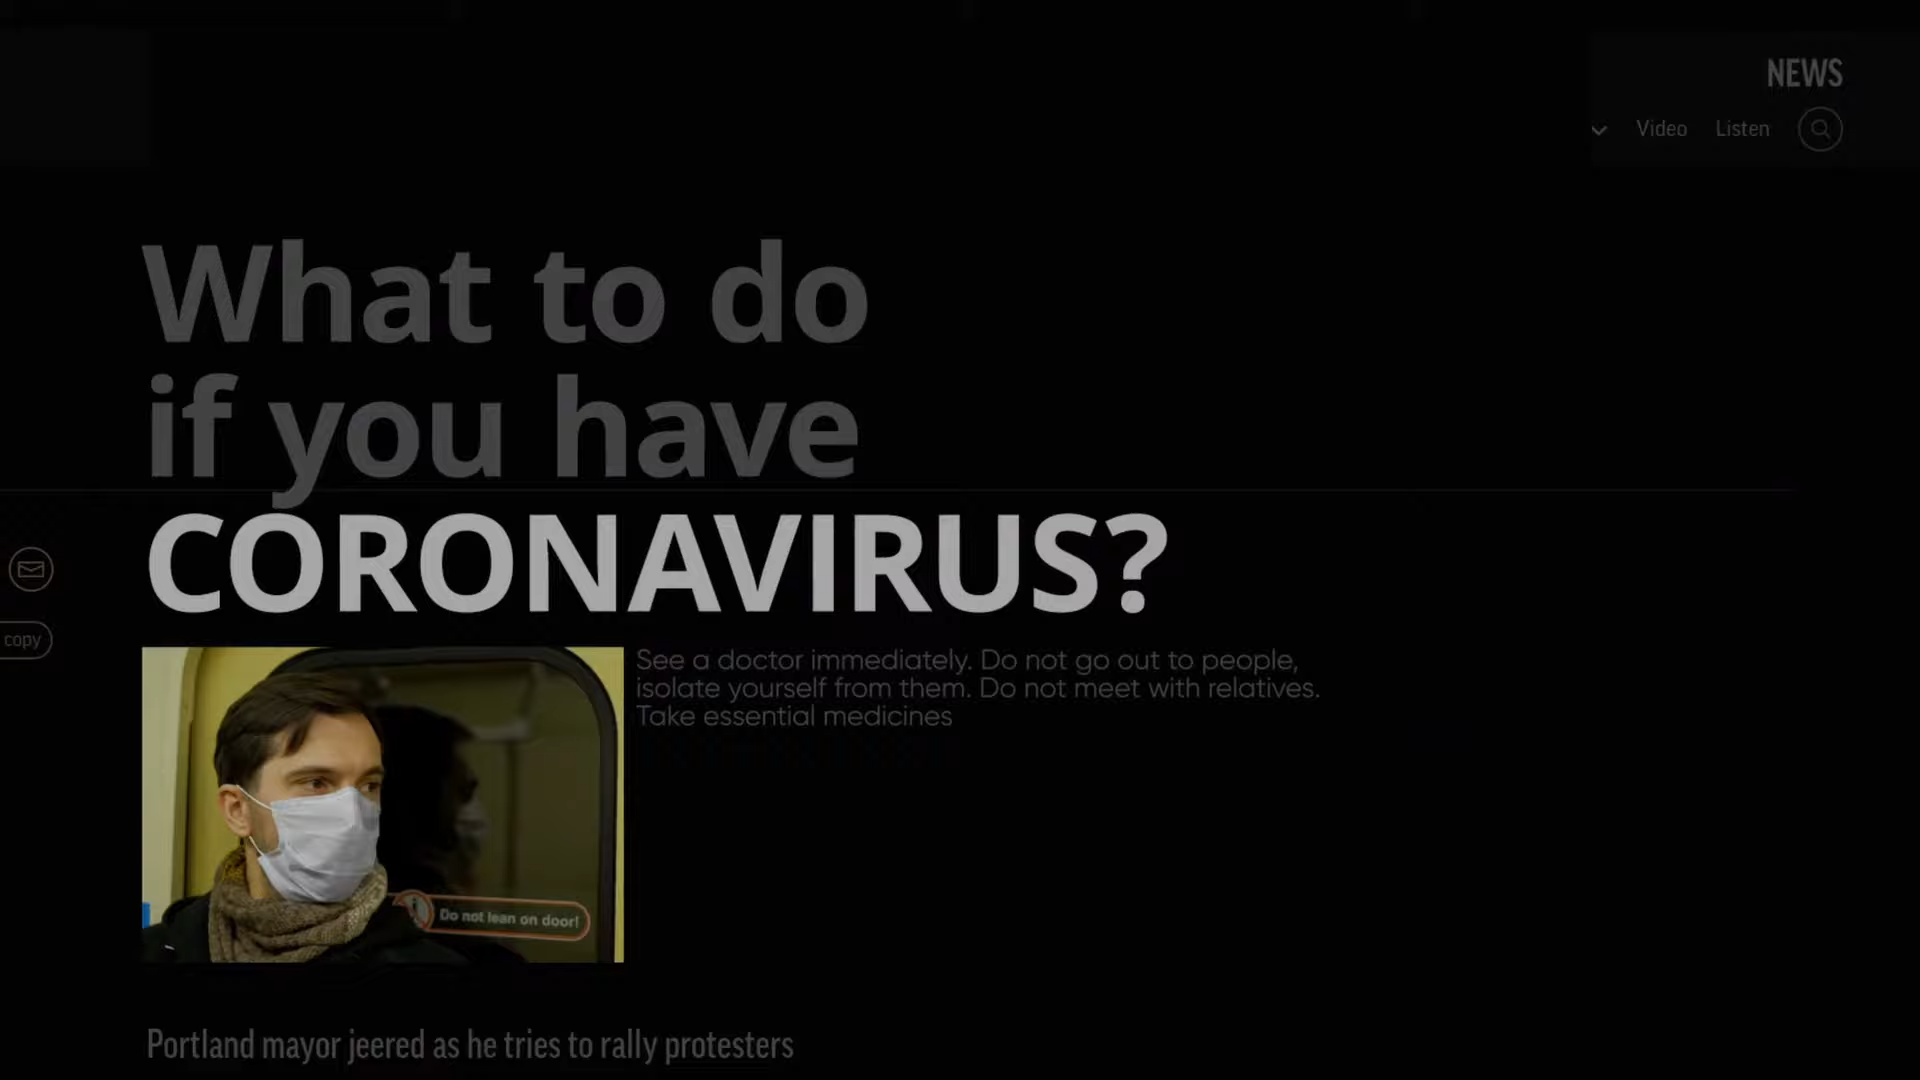 NEWS
Video Listen
What to do
if you have
CORONAVIRUS?
copy
See a doctor immediately. Do not go out to people,
isolate yourself from them. Do not meet with relatives.
Take essential medicines
Do not lean on door!
Portland mayor jeered as he tries to rally protesters